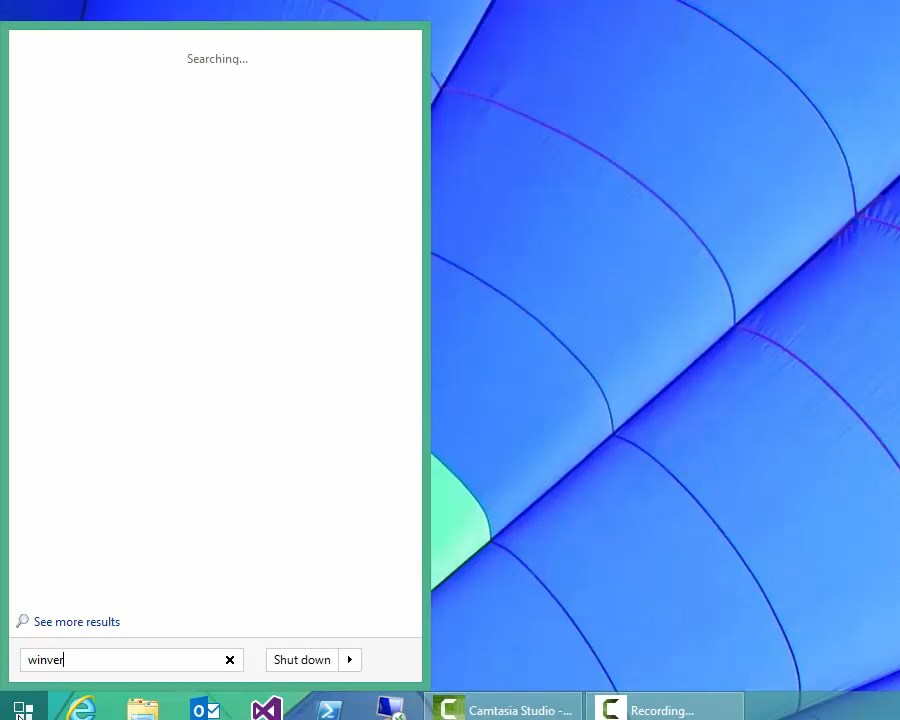 Searching...
See more results
winver
Shut down
Camtasia Studio -...
Recording...